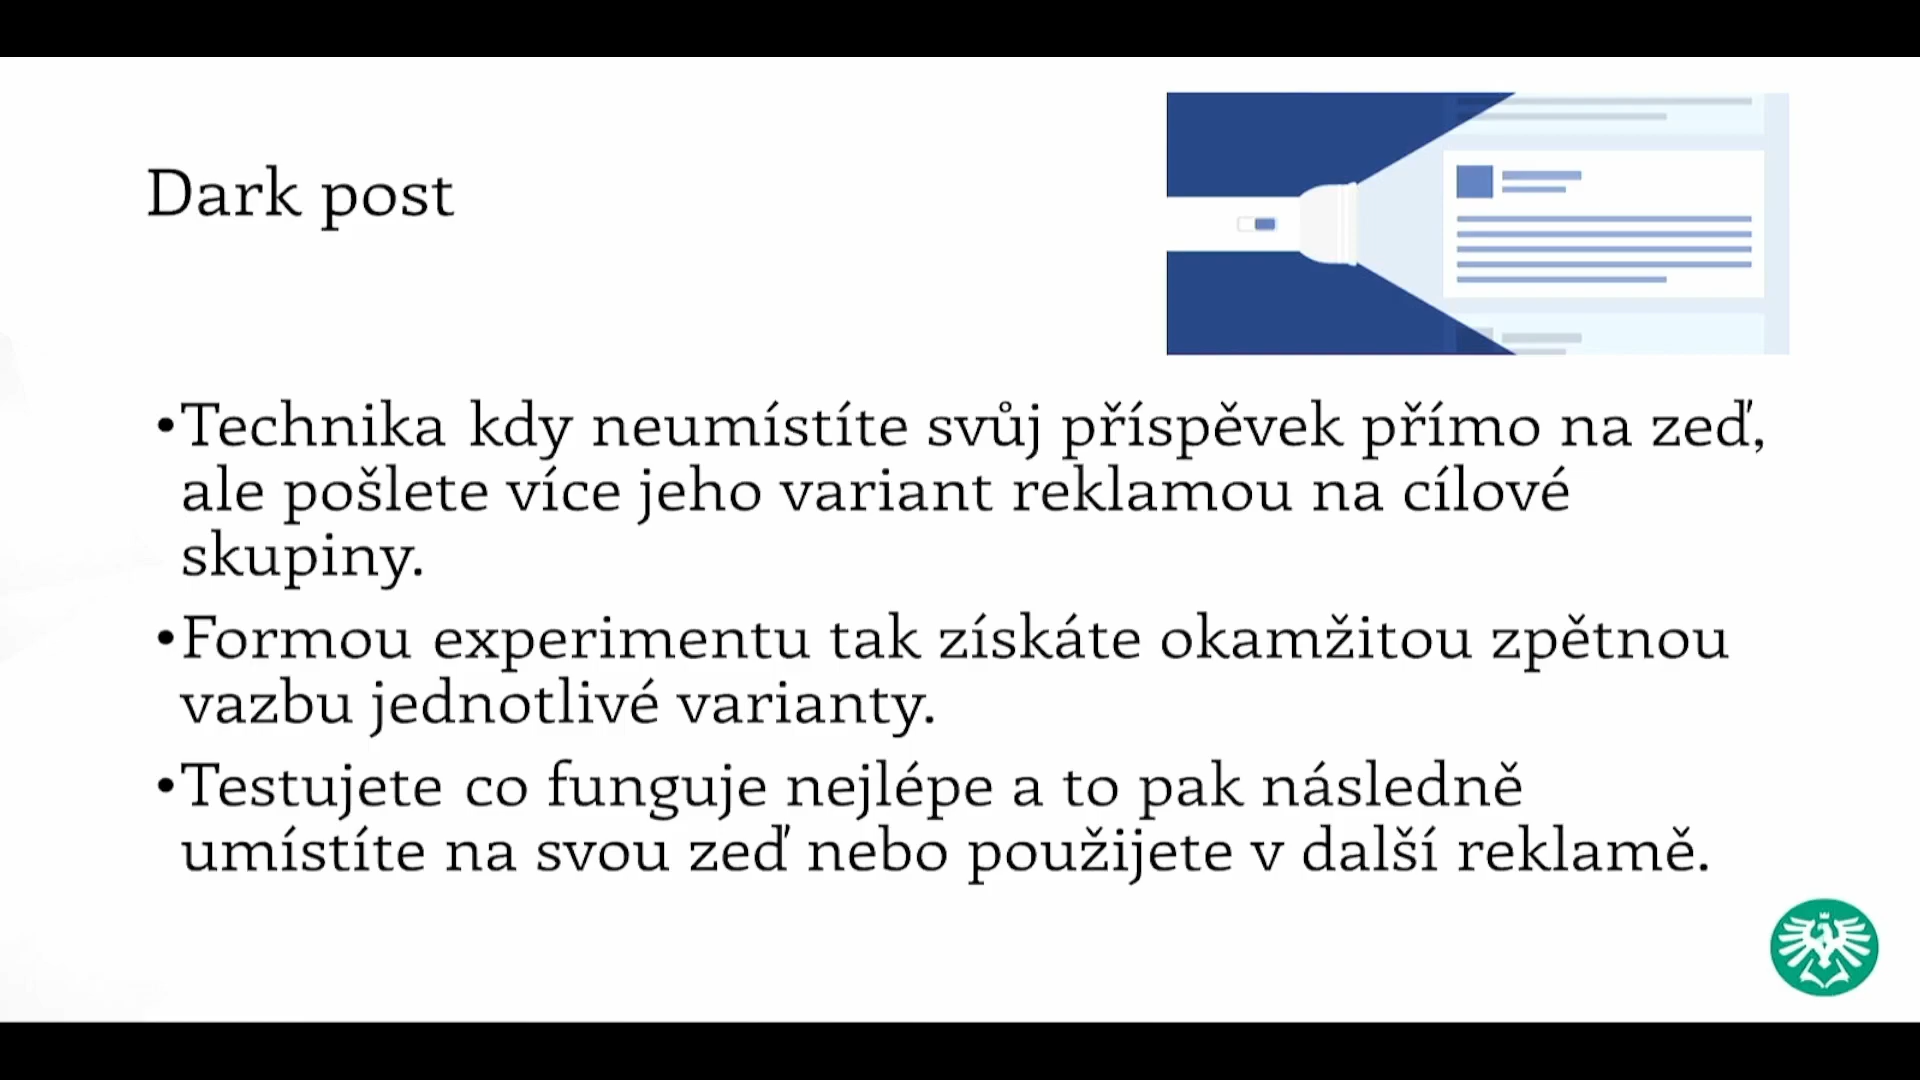 Dark post
•Technika kdy neumístíte svůj příspěvek přímo na zeď,
ale pošlete více jeho variant reklamou na cílové
skupiny.
•Formou experimentu tak získáte okamžitou zpětnou
vazbu jednotlivé varianty.
•Testujete co funguje nejlépe a to pak následně
umístíte na svou zeď nebo použijete v další reklamě.